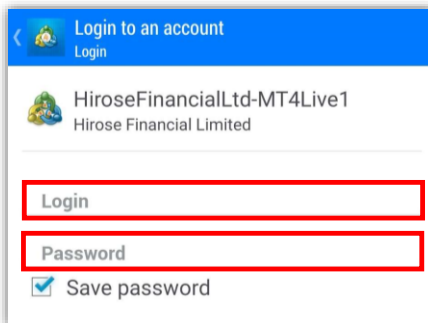 Login to an account
Login
HiroseFinancialLtd-MT4Live1
Hirose Financial Limited
Login
Password
Save password